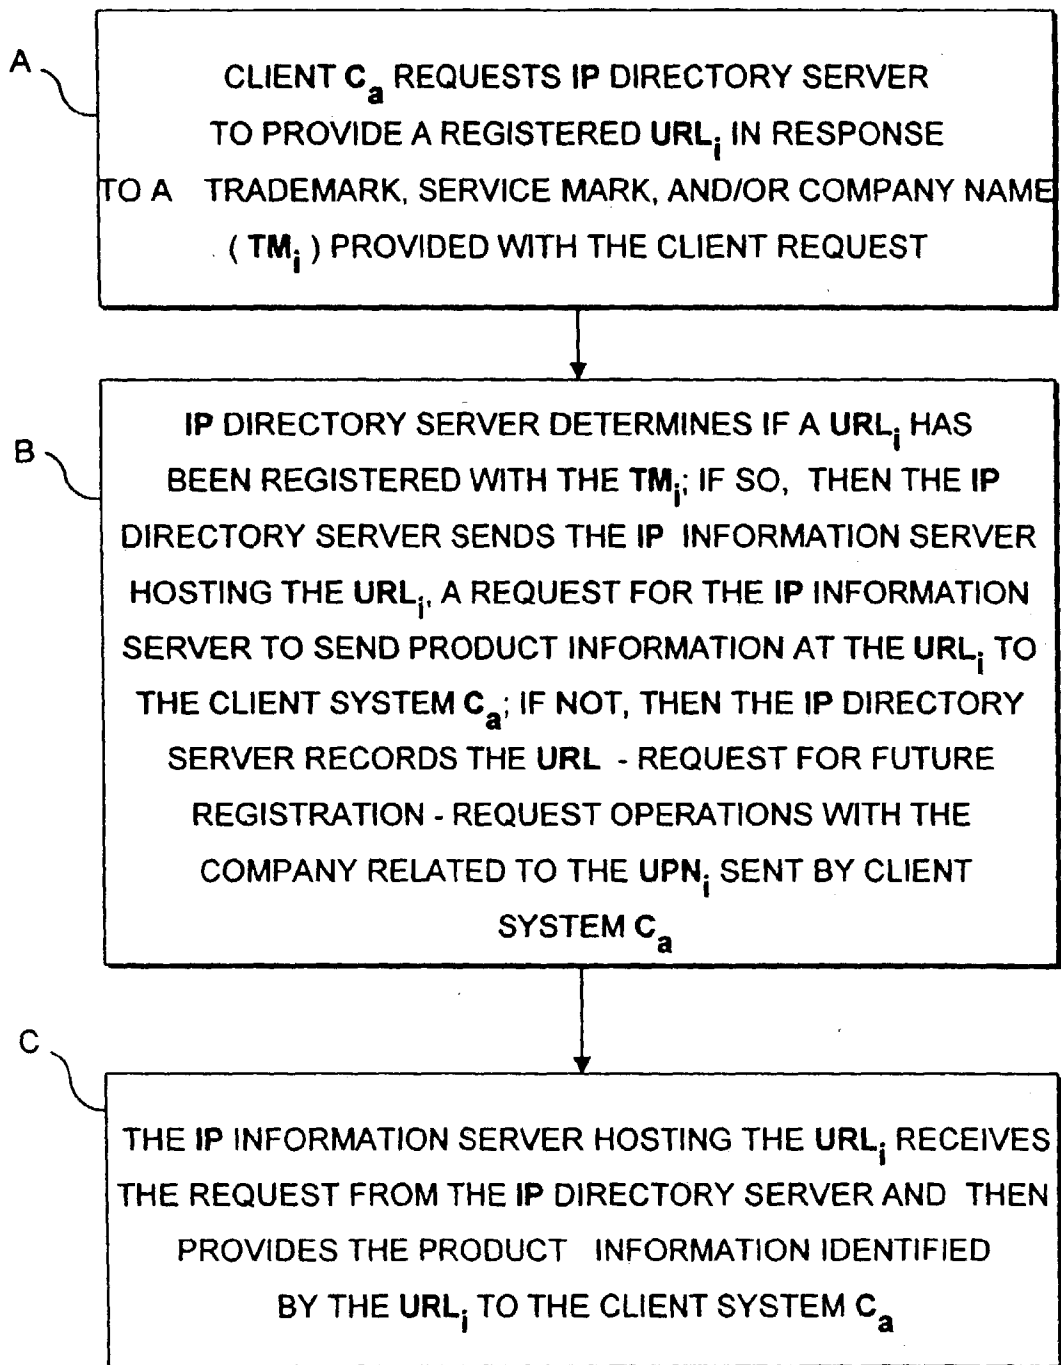 A
CLIENT Ca REQUESTS IP DIRECTORY SERVER
TO PROVIDE A REGISTERED URLi IN RESPONSE
TO A TRADEMARK, SERVICE MARK, AND/OR COMPANY NAME
( TMi ) PROVIDED WITH THE CLIENT REQUEST
B
IP DIRECTORY SERVER DETERMINES IF A URLi HAS
BEEN REGISTERED WITH THE TMi; IF SO, THEN THE IP
DIRECTORY SERVER SENDS THE IP INFORMATION SERVER
HOSTING THE URLi, A REQUEST FOR THE IP INFORMATION
SERVER TO SEND PRODUCT INFORMATION AT THE URLi TO
THE CLIENT SYSTEM Ca; IF NOT, THEN THE IP DIRECTORY
SERVER RECORDS THE URL - REQUEST FOR FUTURE
REGISTRATION - REQUEST OPERATIONS WITH THE
COMPANY RELATED TO THE UPNi SENT BY CLIENT
SYSTEM Ca
C
THE IP INFORMATION SERVER HOSTING THE URLi RECEIVES
THE REQUEST FROM THE IP DIRECTORY SERVER AND THEN
PROVIDES THE PRODUCT INFORMATION IDENTIFIED
BY THE URLi TO THE CLIENT SYSTEM Ca